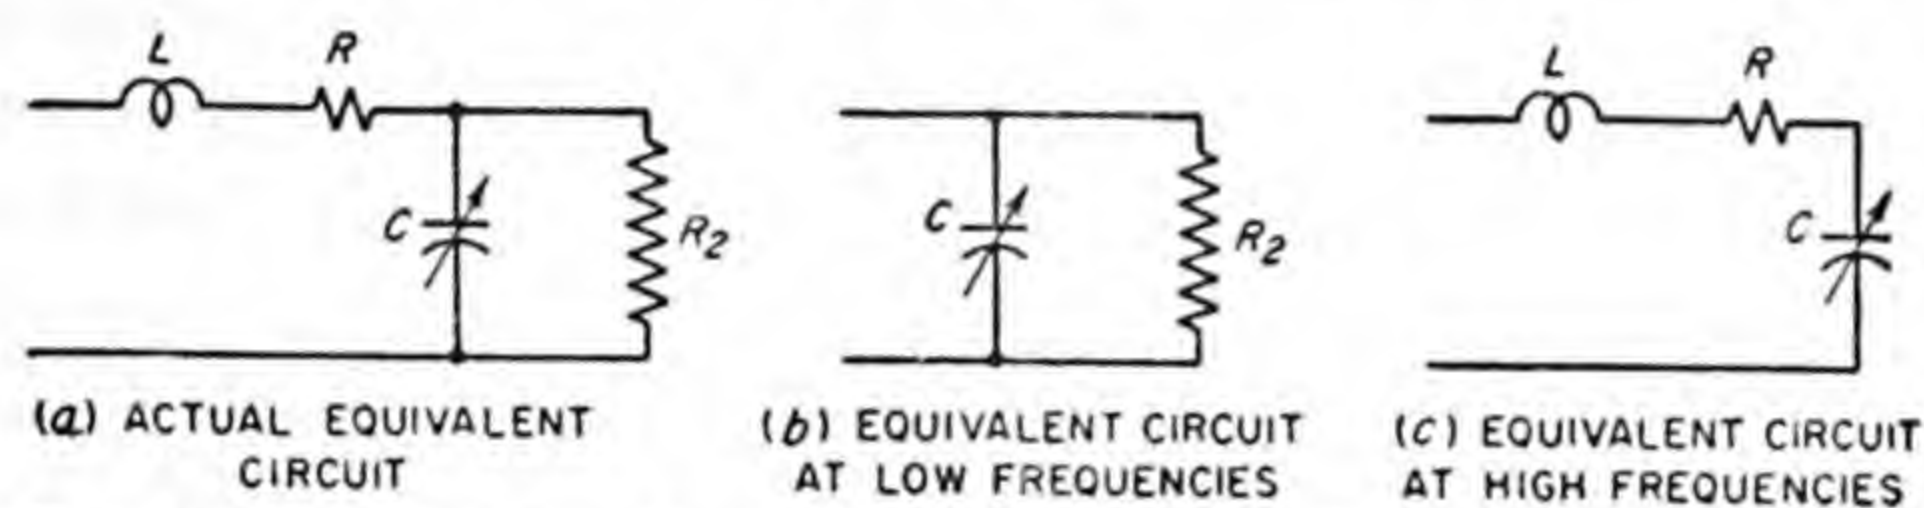 L
R
C
R2
(a) ACTUAL EQUIVALENT
CIRCUIT
C
R2
(b) EQUIVALENT CIRCUIT
AT LOW FREQUENCIES
L
R
C
(c) EQUIVALENT CIRCUIT
AT HIGH FREQUENCIES